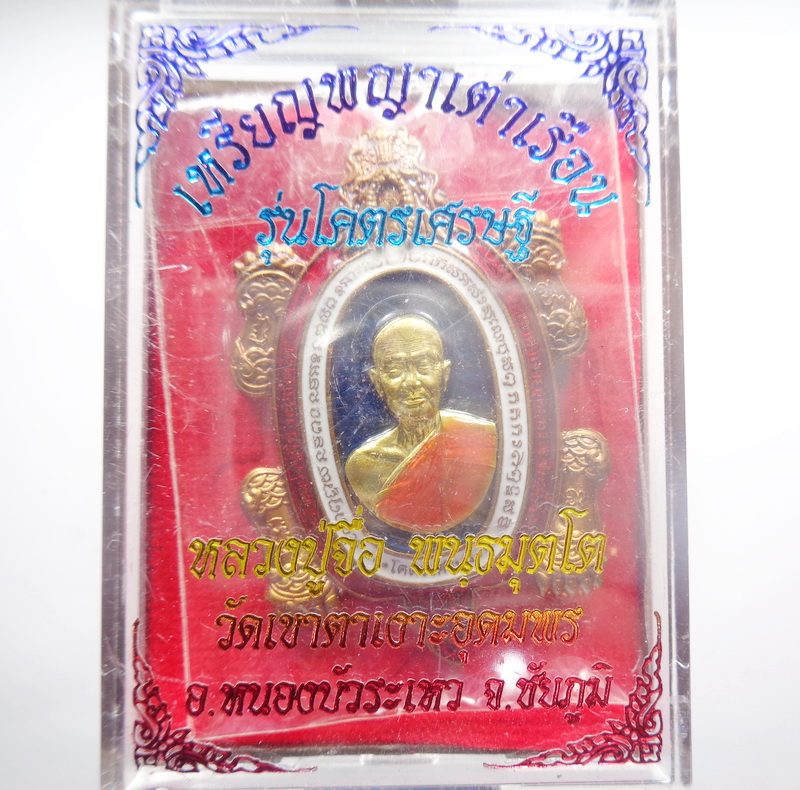 เหรียญพญาเต่าเรือน
รุ่นโคตรเศรษฐี
หลวงปู่จื่อ พนฺธมุตฺโต
วัดเขาตาเงาะอุดมพร
อ.หนองบัวระเหว จ.ชัยภูมิ